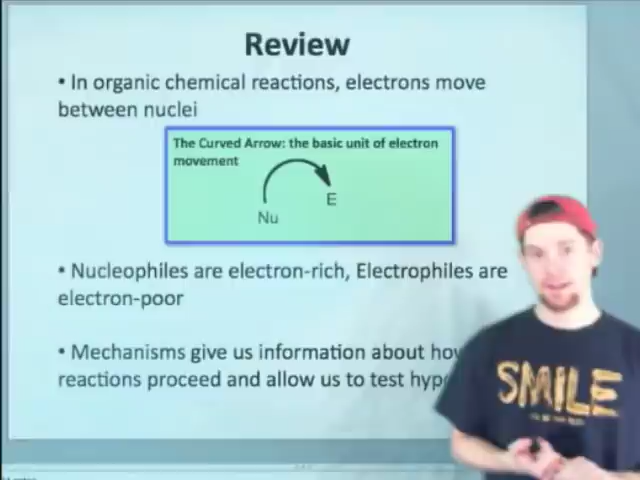 Review
• In organic chemical reactions, electrons move
between nuclei
The Curved Arrow: the basic unit of electron
movement
Nu
E
• Nucleophiles are electron-rich, Electrophiles are
electron-poor
• Mechanisms give us information about how
reactions proceed and allow us to test hyp
SMILE